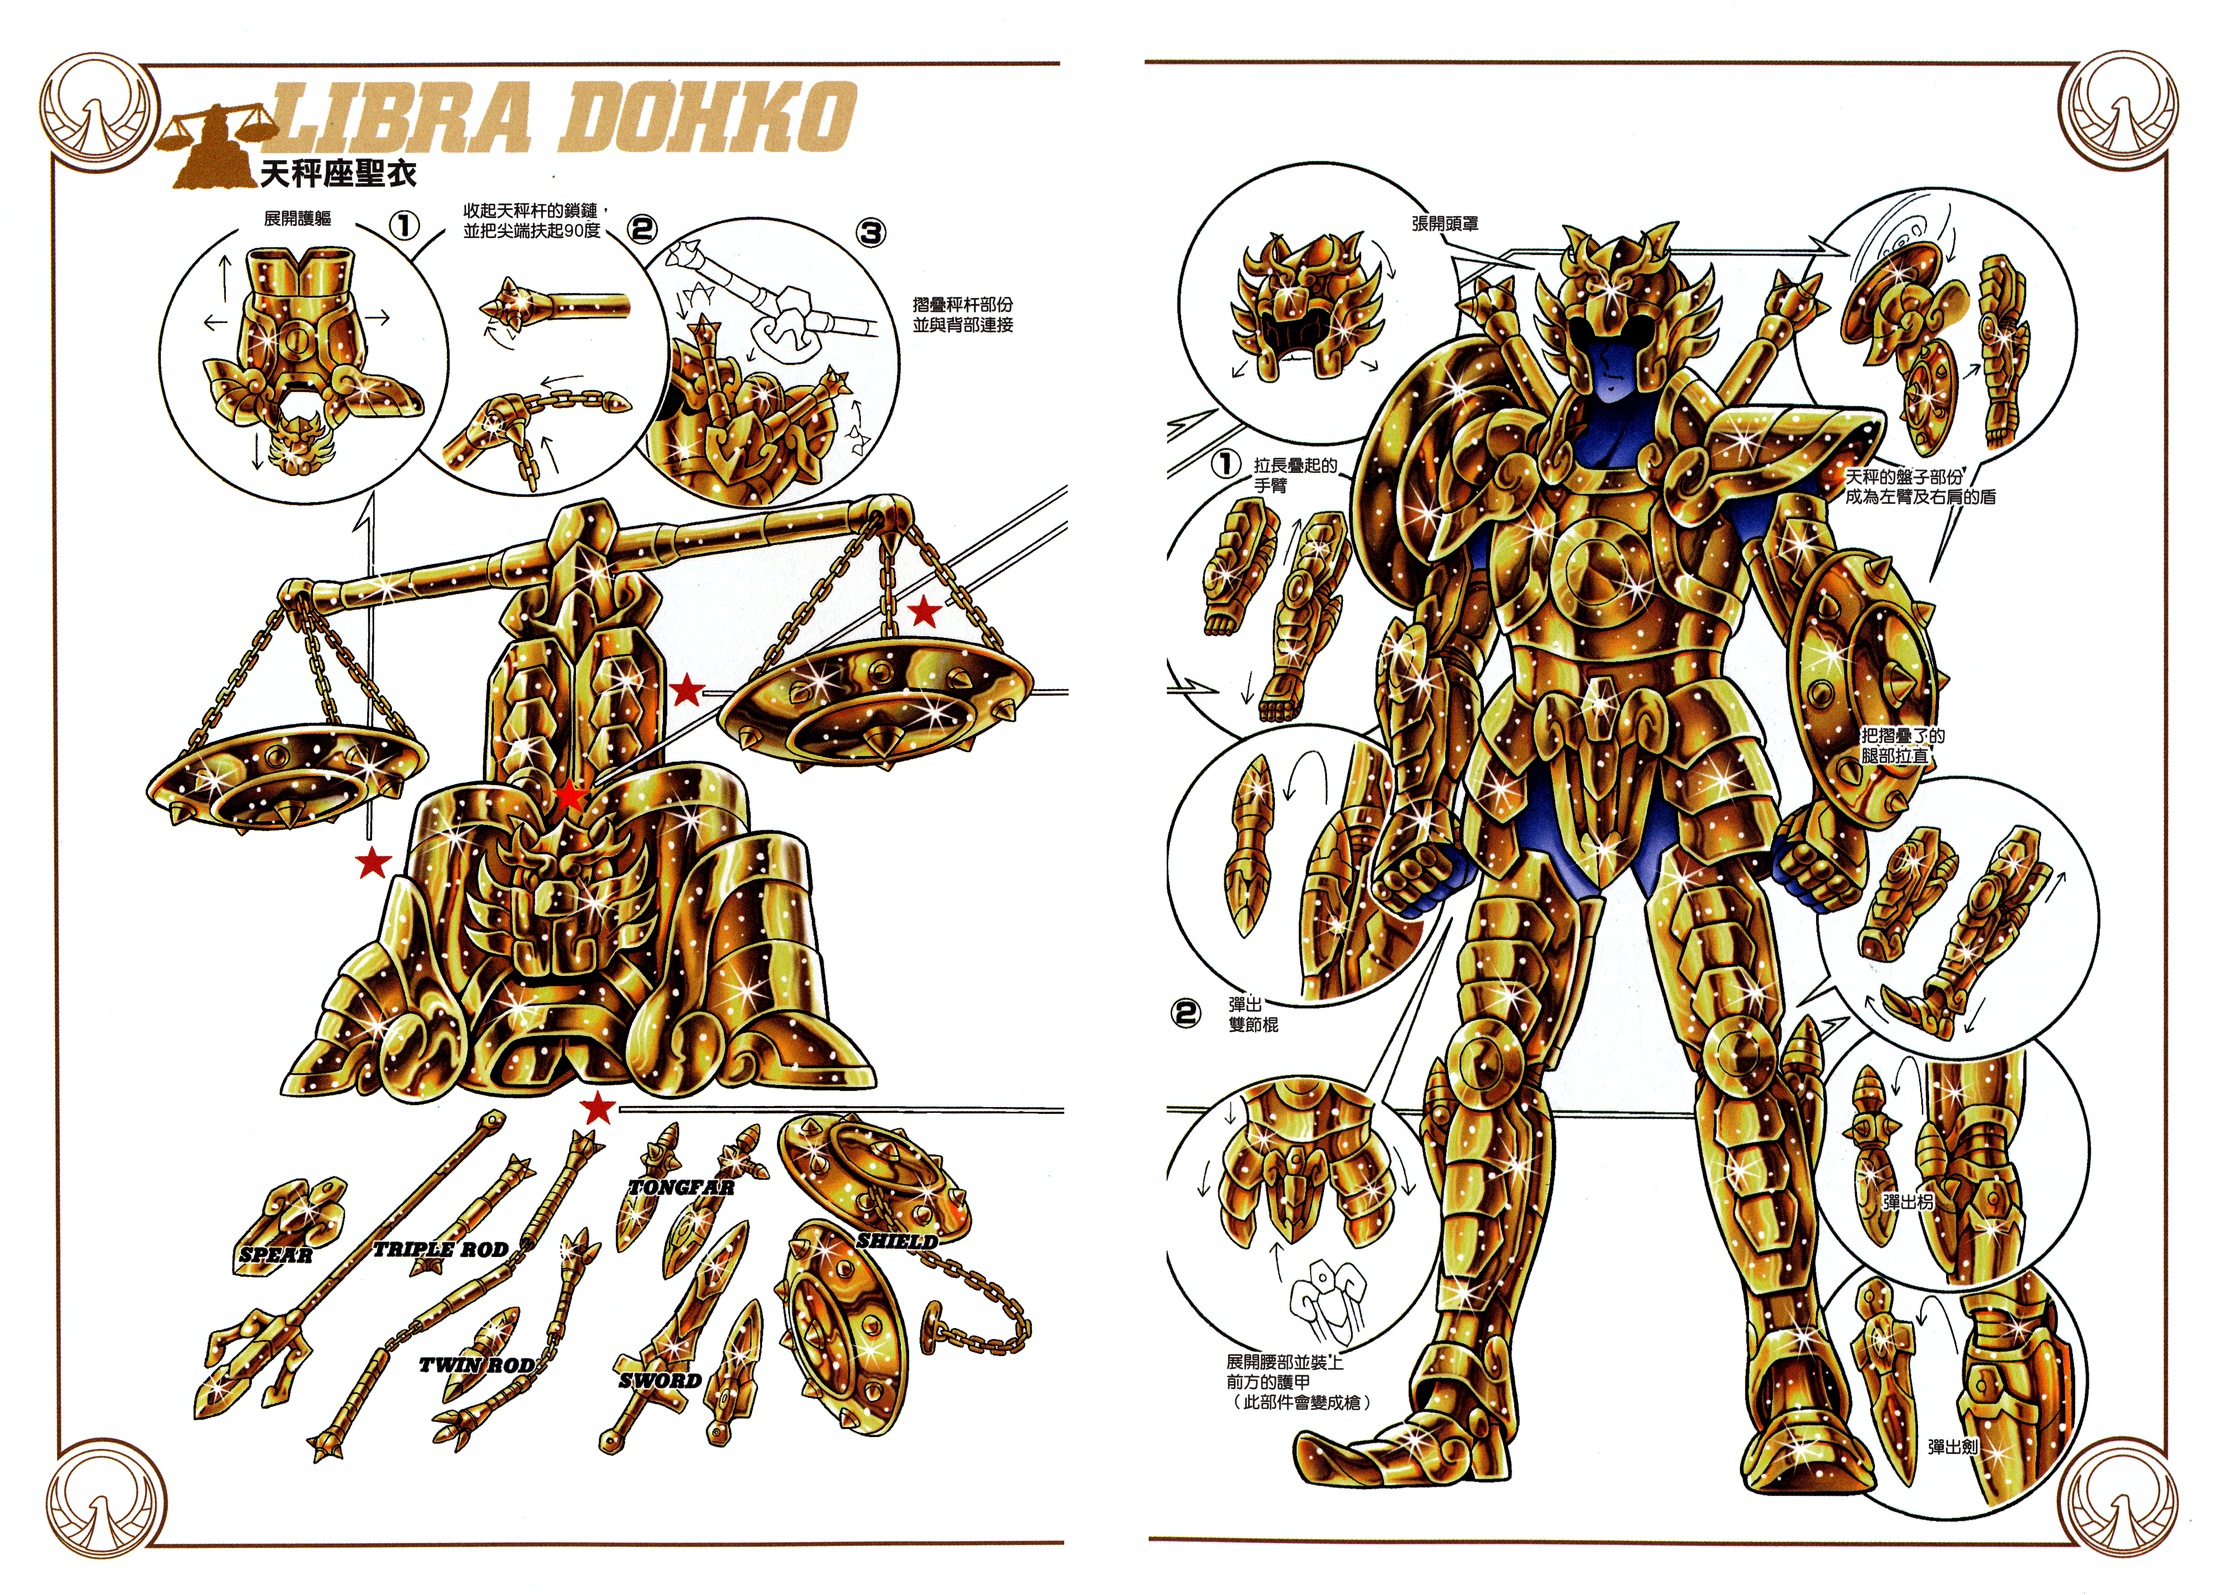 LIBRA DOHKO
天秤座聖衣
展開護軀
①
收起天秤杆的鎖鏈，
並把尖端扶起90度
②
③
摺疊秤杆部份
並與背部連接
SPEAR
TRIPLE ROD
TWIN ROD
TONGFAR
SWORD
SHIELD
張開頭罩
天秤的盤子部份
成為左臂及右肩的盾
①
拉長疊起的
手臂
把摺疊了的
腿部拉直
②
彈出
雙節棍
彈出枴
展開腰部並裝上
前方的護甲
（此部件會變成槍）
彈出劍